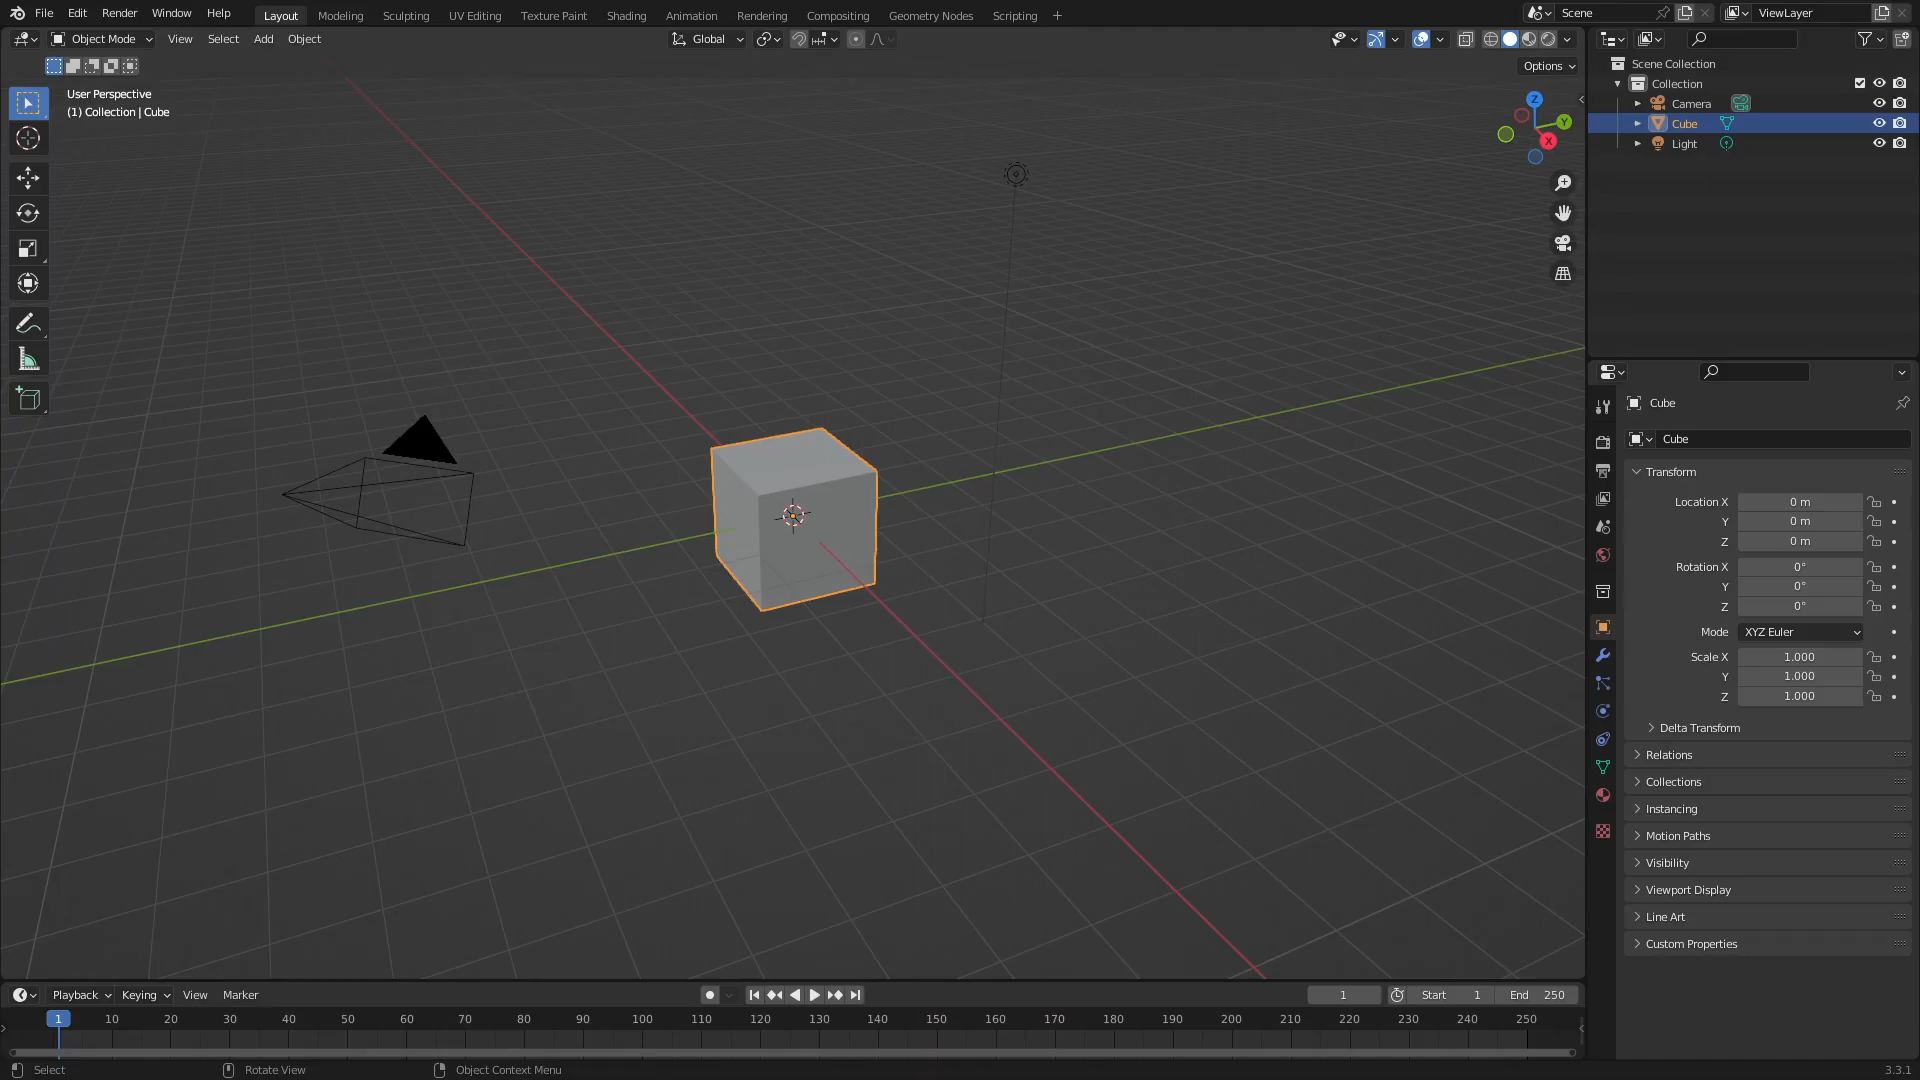 File Edit Render Window Help
Layout Modeling Sculpting UV Editing Texture Paint Shading Animation Rendering Compositing Geometry Nodes Scripting +
Scene
ViewLayer
Object Mode View Select Add Object
Global
Options
User Perspective
(1) Collection | Cube
Z
Y
X
Scene Collection
Collection
Camera
Cube
Light
Cube
Cube
Transform
Location X 0 m
Y 0 m
Z 0 m
Rotation X 0°
Y 0°
Z 0°
Mode XYZ Euler
Scale X 1.000
Y 1.000
Z 1.000
Delta Transform
Relations
Collections
Instancing
Motion Paths
Visibility
Viewport Display
Line Art
Custom Properties
Playback Keying View Marker
1 Start 1 End 250
1 10 20 30 40 50 60 70 80 90 100 110 120 130 140 150 160 170 180 190 200 210 220 230 240 250
Select Rotate View Object Context Menu 3.3.1